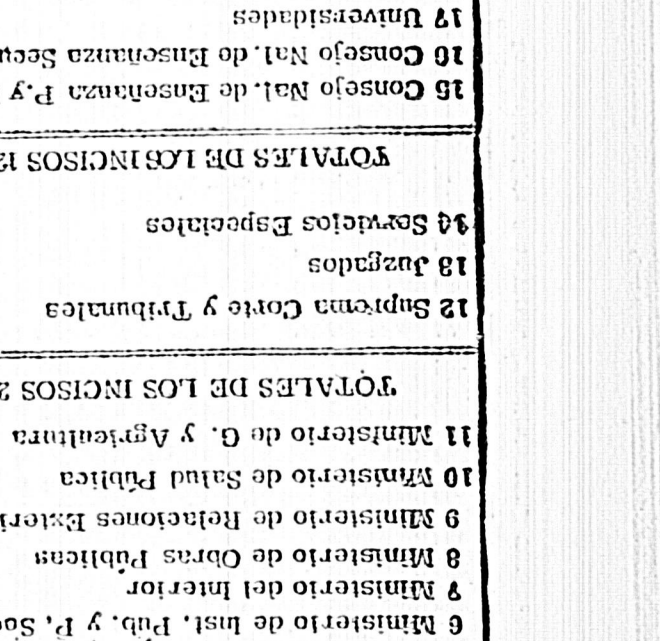 6 Ministerio de Inst. Pub. y P. Soc
7 Ministerio del Interior
8 Ministerio de Obras Públicas
9 Ministerio de Relaciones Exteri
10 Ministerio de Salud Pública
11 Ministerio de G. y Agricultura
TOTALES DE LOS INCISOS 2
12 Suprema Corte y Tribunales
13 Juzgados
14 Servicios Especiales
TOTALES DE LOS INCISOS 12
15 Consejo Nal. de Enseñanza P. y
16 Consejo Nal. de Enseñanza Secu
17 Universidades